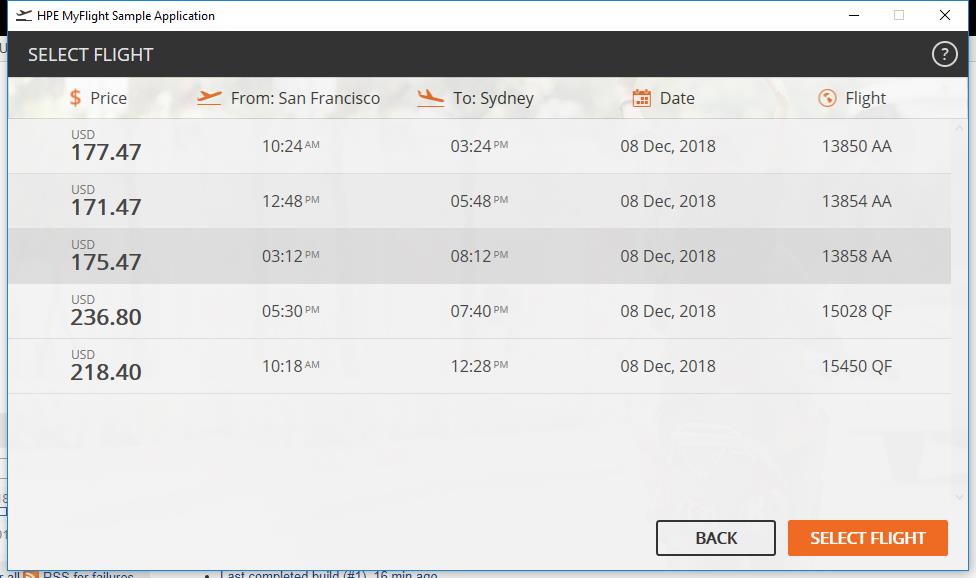 HPE MyFlight Sample Application
SELECT FLIGHT ?
$ Price From: San Francisco To: Sydney Date Flight
USD
177.47 10:24 AM 03:24 PM 08 Dec, 2018 13850 AA
USD
171.47 12:48 PM 05:48 PM 08 Dec, 2018 13854 AA
USD
175.47 03:12 PM 08:12 PM 08 Dec, 2018 13858 AA
USD
236.80 05:30 PM 07:40 PM 08 Dec, 2018 15028 QF
USD
218.40 10:18 AM 12:28 PM 08 Dec, 2018 15450 QF
BACK SELECT FLIGHT
all RSS for failures • Last completed build (#1), 16 min ago